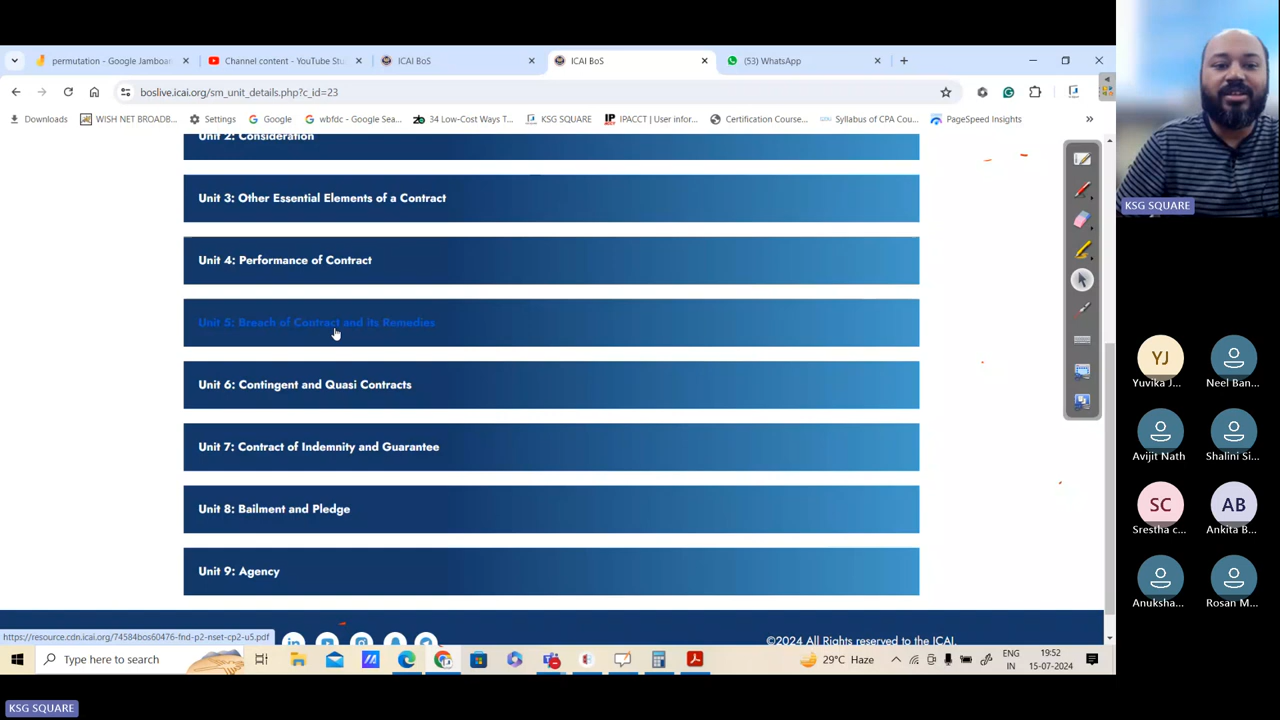 permutation - Google Jamboar
Channel content - YouTube Stu
ICAI BoS
ICAI BoS
(53) WhatsApp
boslive.icai.org/sm_unit_details.php?c_id=23
Downloads
WISH NET BROADB...
Settings
Google
wbfdc - Google Sea...
34 Low-Cost Ways T...
KSG SQUARE
IPACCT | User infor...
Certification Course...
Syllabus of CPA Cou...
PageSpeed Insights
Unit 2: Consideration
Unit 3: Other Essential Elements of a Contract
Unit 4: Performance of Contract
Unit 5: Breach of Contract and its Remedies
Unit 6: Contingent and Quasi Contracts
Unit 7: Contract of Indemnity and Guarantee
Unit 8: Bailment and Pledge
Unit 9: Agency
https://resource.cdn.icai.org/74584bos60476-fnd-p2-nset-cp2-u5.pdf
©2024 All Rights reserved to the ICAI.
Type here to search
29°C Haze
ENG
IN
19:52
15-07-2024
KSG SQUARE
YJ
Yuvika J...
Neel Ban...
Avijit Nath
Shalini Si...
SC
Srestha c...
AB
Ankita B...
Anuksha...
Rosan M...
KSG SQUARE